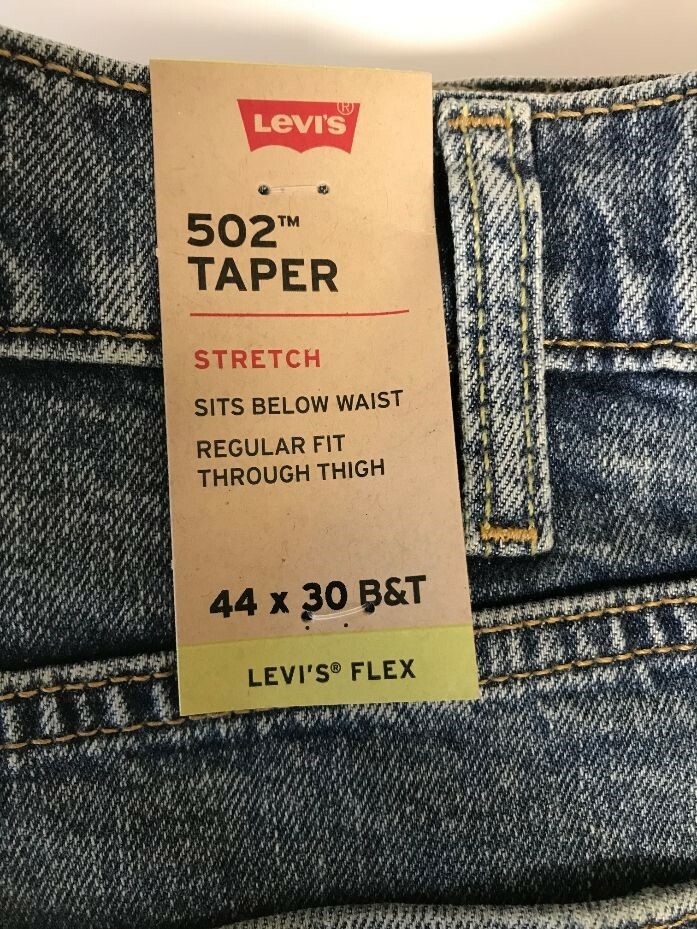 LEVI'S®
502™
TAPER
STRETCH
SITS BELOW WAIST
REGULAR FIT
THROUGH THIGH
44 x 30 B&T
LEVI'S® FLEX